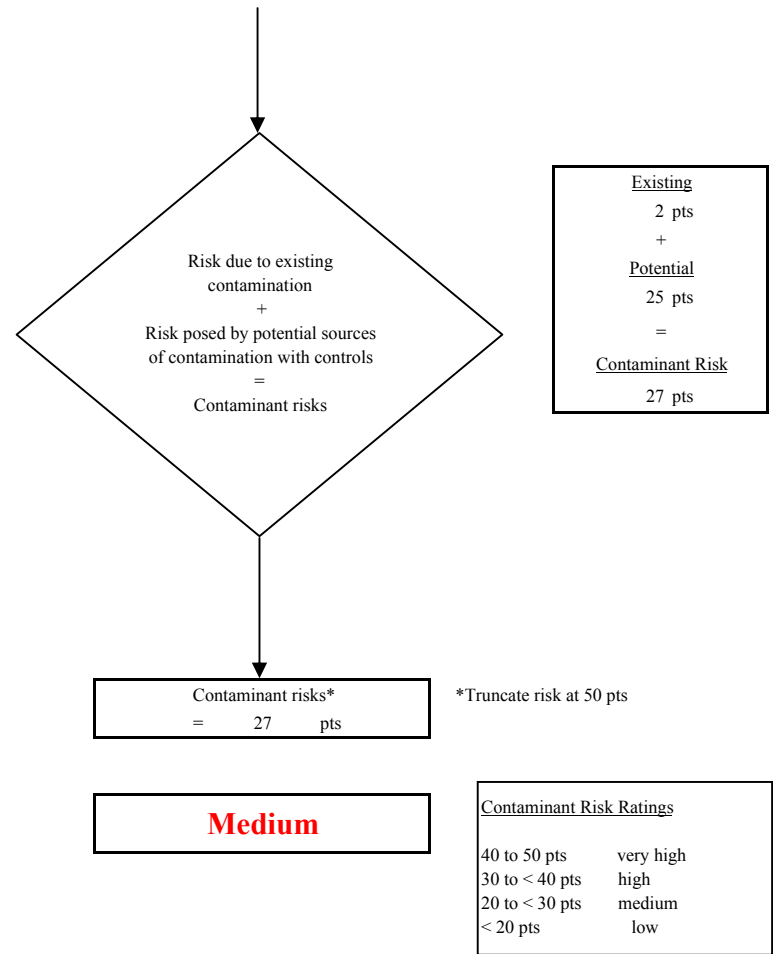 Risk due to existing
contamination
+
Risk posed by potential sources
of contamination with controls
=
Contaminant risks
Existing
2 pts
+
Potential
25 pts
=
Contaminant Risk
27 pts
Contaminant risks*
= 27 pts
*Truncate risk at 50 pts
Medium
Contaminant Risk Ratings
40 to 50 pts very high
30 to < 40 pts high
20 to < 30 pts medium
< 20 pts low